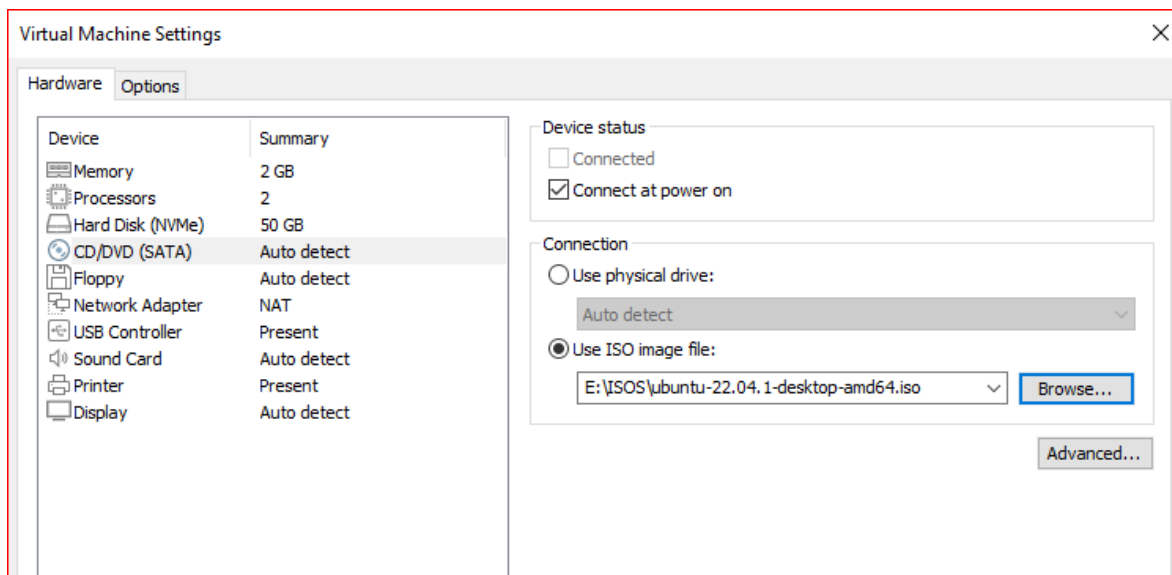 Virtual Machine Settings
Hardware Options
Device Summary
Memory 2 GB
Processors 2
Hard Disk (NVMe) 50 GB
CD/DVD (SATA) Auto detect
Floppy Auto detect
Network Adapter NAT
USB Controller Present
Sound Card Auto detect
Printer Present
Display Auto detect
Device status
Connected
Connect at power on
Connection
Use physical drive:
Auto detect
Use ISO image file:
E:\ISOS\ubuntu-22.04.1-desktop-amd64.iso Browse...
Advanced...